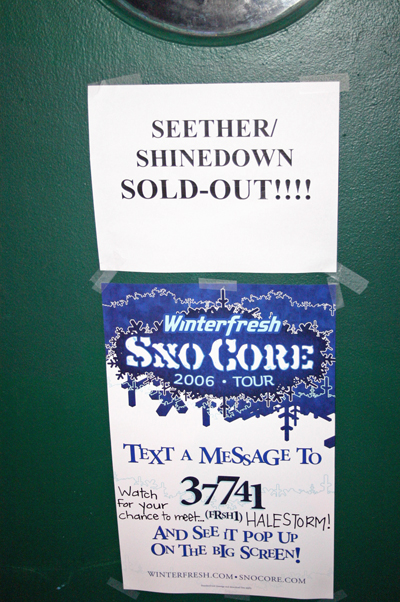 SEETHER/
SHINEDOWN
SOLD-OUT!!!!
Winterfresh
SNO CORE
2006 • TOUR
TEXT A MESSAGE TO
37741
(FRSH1)
Watch
for your
chance to meet... HALESTORM!
AND SEE IT POP UP
ON THE BIG SCREEN!
WINTERFRESH.COM • SNOCORE.COM